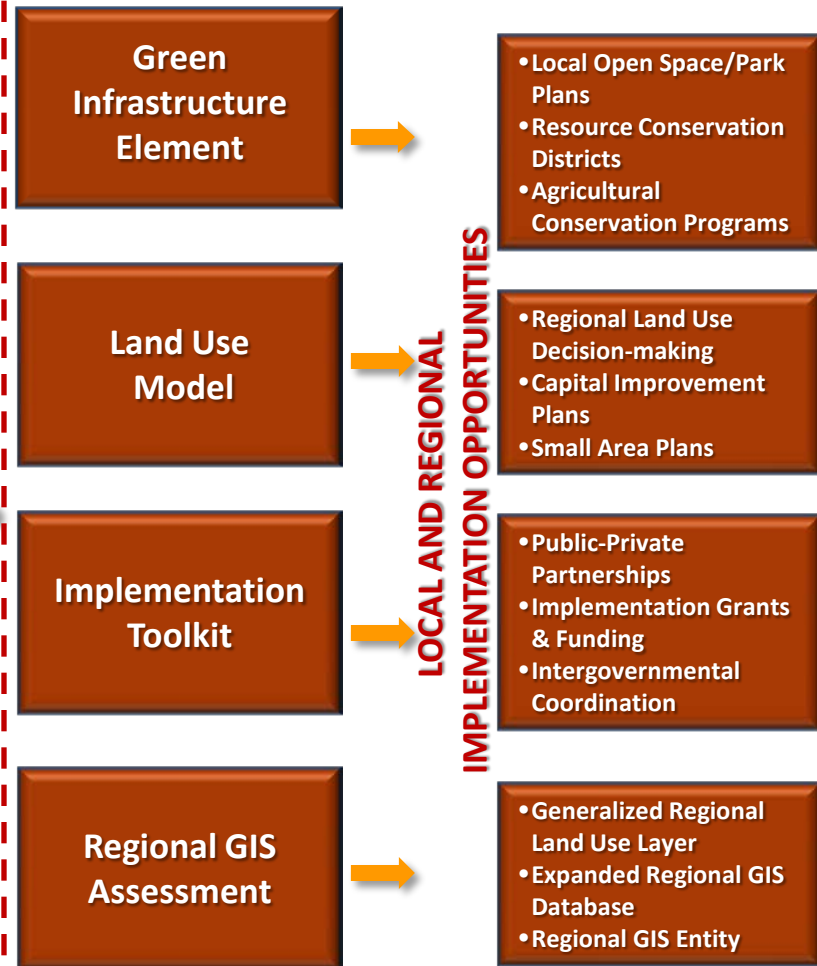 Green
Infrastructure
Element
•Local Open Space/Park
Plans
•Resource Conservation
Districts
•Agricultural
Conservation Programs
LOCAL AND REGIONAL
IMPLEMENTATION OPPORTUNITIES
Land Use
Model
•Regional Land Use
Decision-making
•Capital Improvement
Plans
•Small Area Plans
Implementation
Toolkit
•Public-Private
Partnerships
•Implementation Grants
& Funding
•Intergovernmental
Coordination
Regional GIS
Assessment
•Generalized Regional
Land Use Layer
•Expanded Regional GIS
Database
•Regional GIS Entity